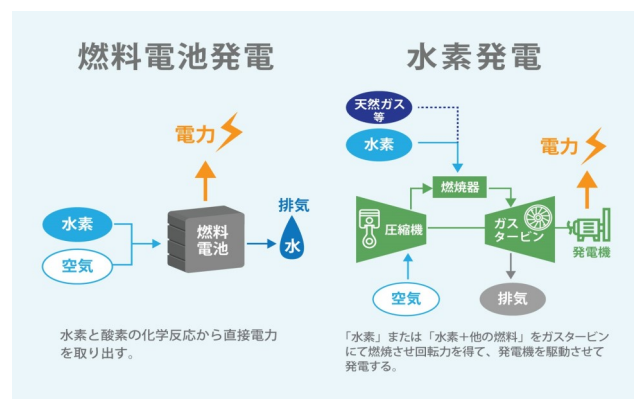 燃料電池発電
電力
水素
空気
燃料
電池
排気
水
水素と酸素の化学反応から直接電力
を取り出す。
水素発電
天然ガス
等
水素
燃焼器
電力
圧縮機
ガス
タービン
発電機
空気
排気
「水素」または「水素＋他の燃料」をガスタービン
にて燃焼させ回転力を得て、発電機を駆動させて
発電する。